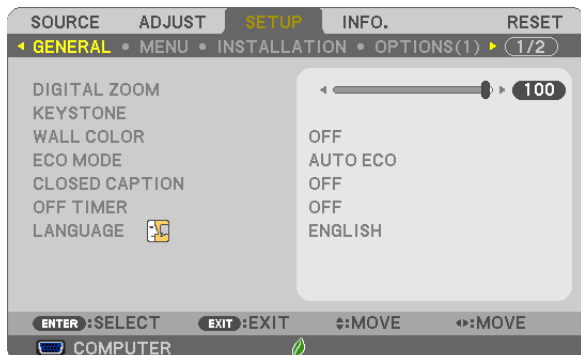 SOURCE ADJUST SETUP INFO. RESET
GENERAL • MENU • INSTALLATION • OPTIONS(1) 1/2
DIGITAL ZOOM 100
KEYSTONE
WALL COLOR OFF
ECO MODE AUTO ECO
CLOSED CAPTION OFF
OFF TIMER OFF
LANGUAGE ENGLISH
ENTER :SELECT EXIT :EXIT :MOVE :MOVE
COMPUTER